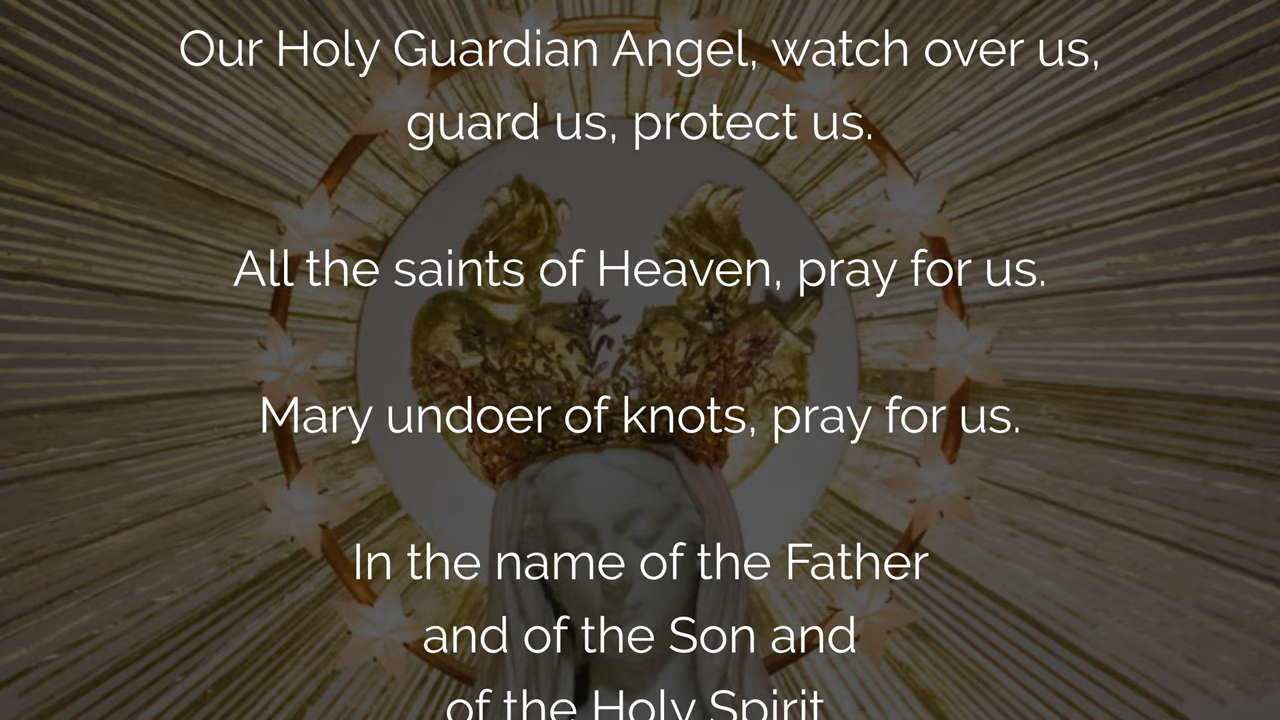 Our Holy Guardian Angel, watch over us,
guard us, protect us.
All the saints of Heaven, pray for us.
Mary undoer of knots, pray for us.
In the name of the Father
and of the Son and
of the Holy Spirit